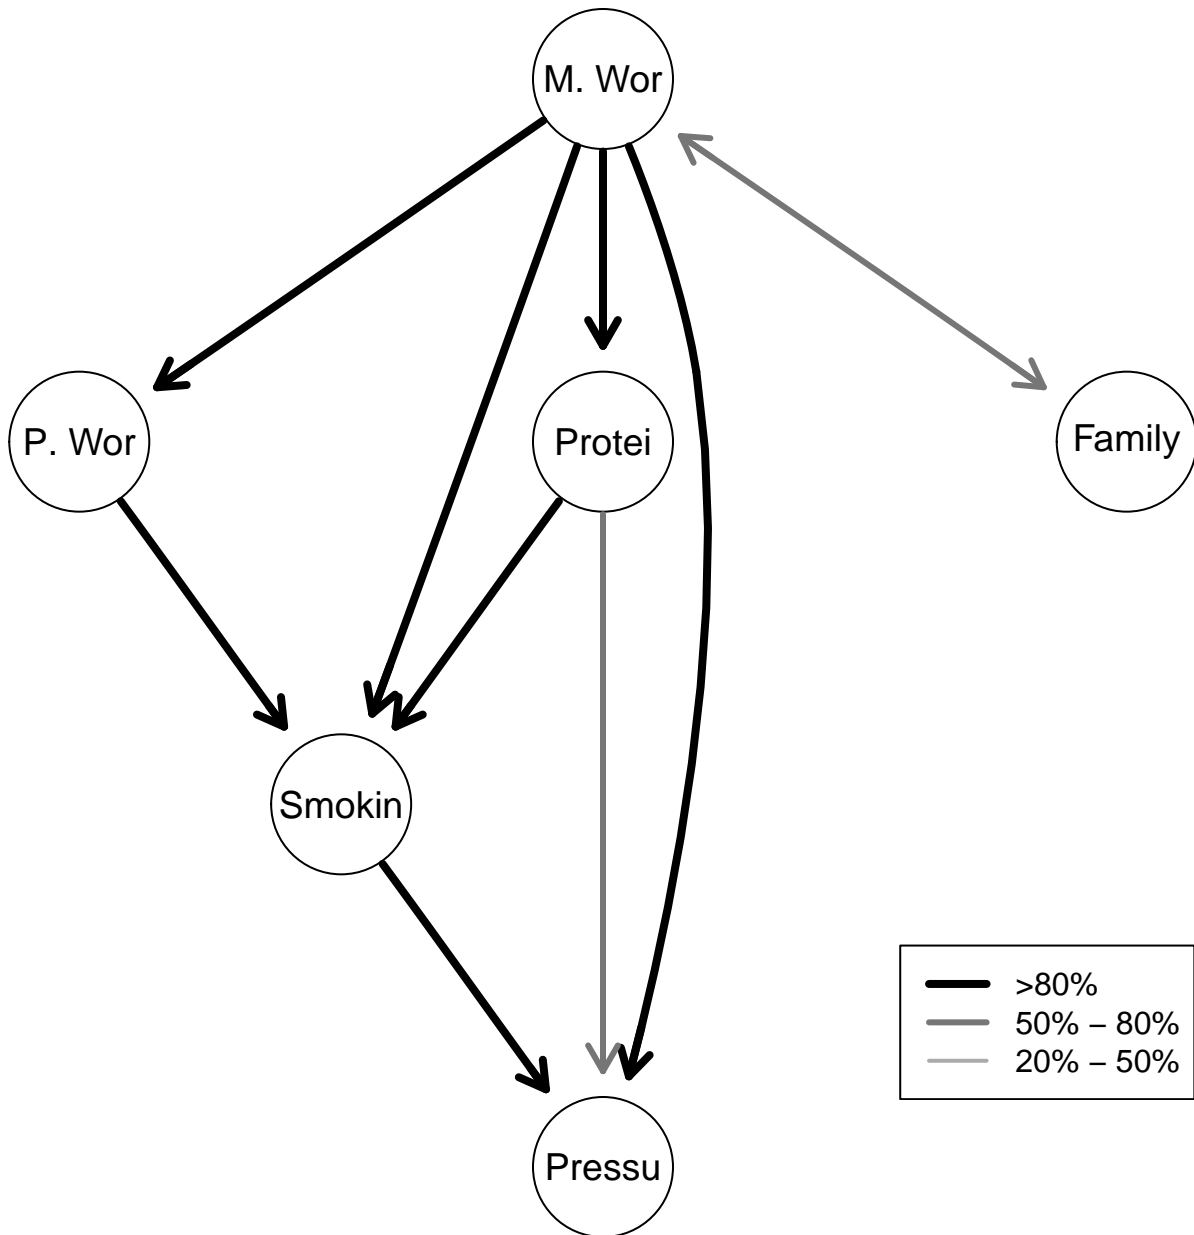 M. Wor
P. Wor
Protei
Family
Smokin
>80%
50% – 80%
20% – 50%
Pressu